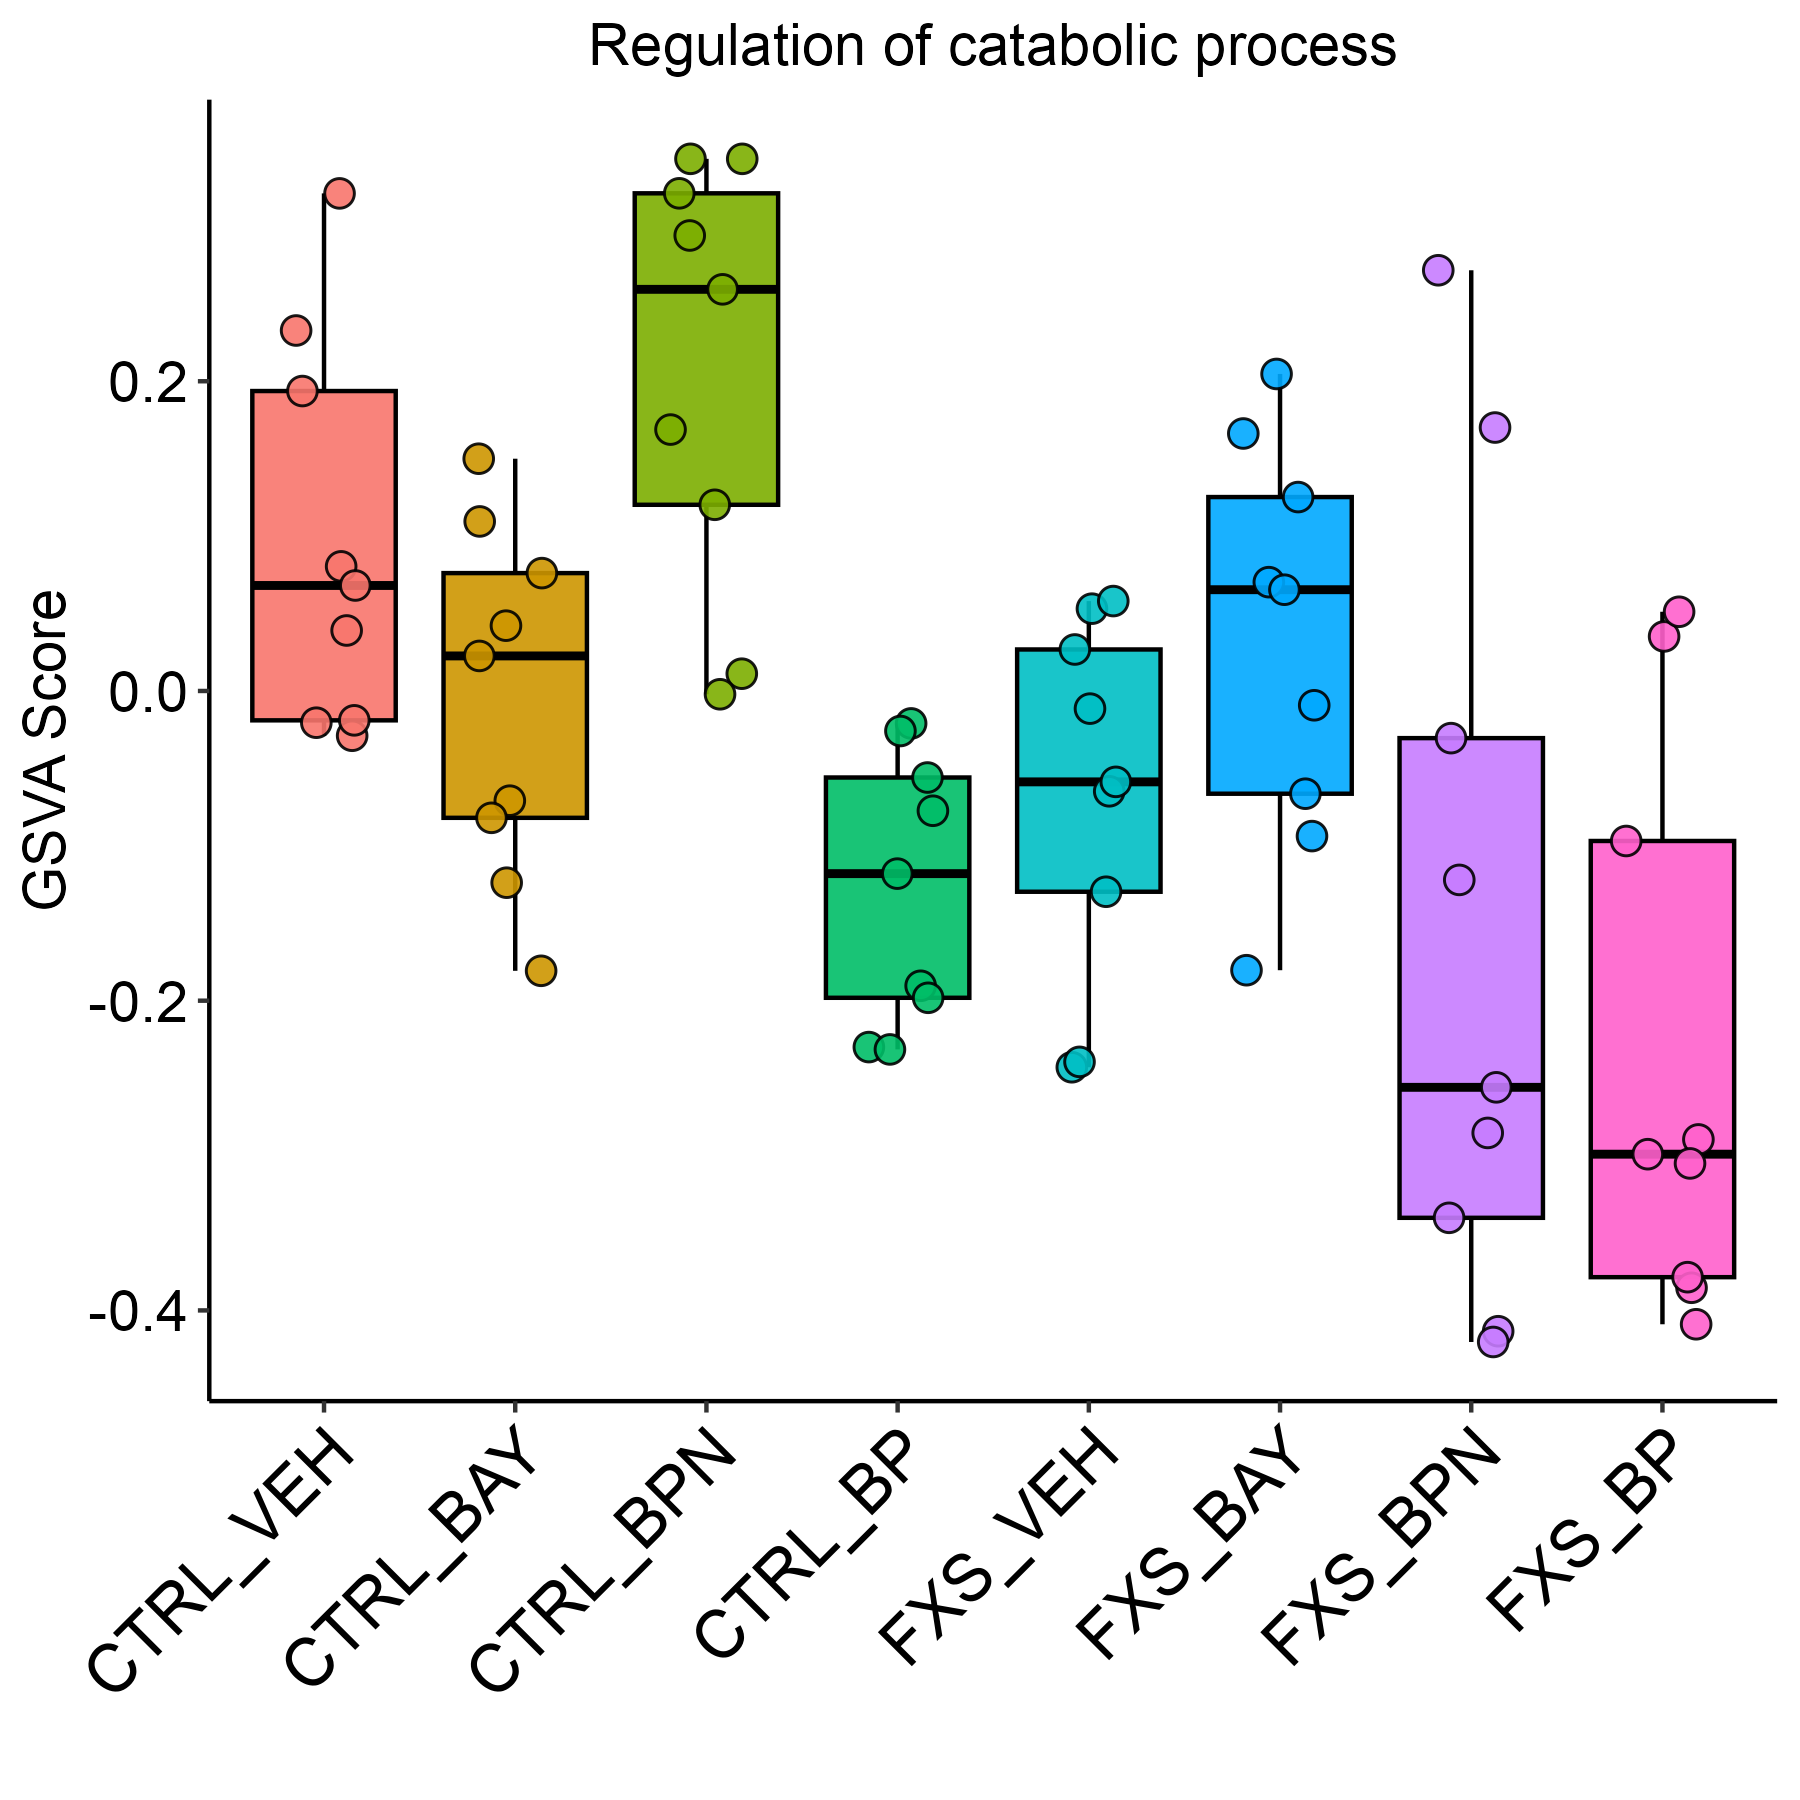 Regulation of catabolic process
GSVA Score
0.2
0.0
-0.2
-0.4
CTRL_VEH
CTRL_BAY
CTRL_BPN
CTRL_BP
FXS_VEH
FXS_BAY
FXS_BPN
FXS_BP